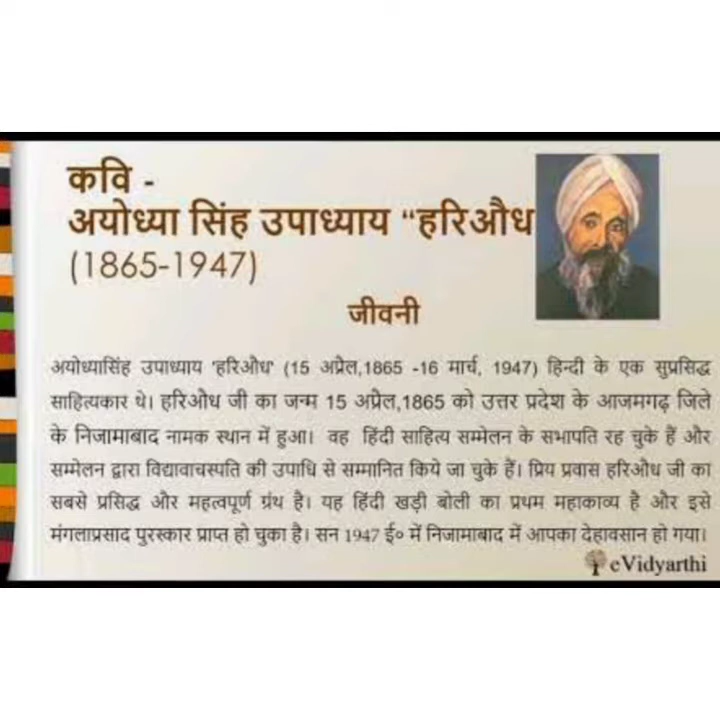 कवि -
अयोध्या सिंह उपाध्याय “हरिऔध
(1865-1947)
जीवनी
अयोध्यासिंह उपाध्याय 'हरिऔध' (15 अप्रैल,1865 -16 मार्च, 1947) हिन्दी के एक सुप्रसिद्ध
साहित्यकार थे। हरिऔध जी का जन्म 15 अप्रैल,1865 को उत्तर प्रदेश के आजमगढ़ जिले
के निजामाबाद नामक स्थान में हुआ। वह हिंदी साहित्य सम्मेलन के सभापति रह चुके हैं और
सम्मेलन द्वारा विद्यावाचस्पति की उपाधि से सम्मानित किये जा चुके हैं। प्रिय प्रवास हरिऔध जी का
सबसे प्रसिद्ध और महत्वपूर्ण ग्रंथ है। यह हिंदी खड़ी बोली का प्रथम महाकाव्य है और इसे
मंगलाप्रसाद पुरस्कार प्राप्त हो चुका है। सन 1947 ई० में निजामाबाद में आपका देहावसान हो गया।
eVidyarthi